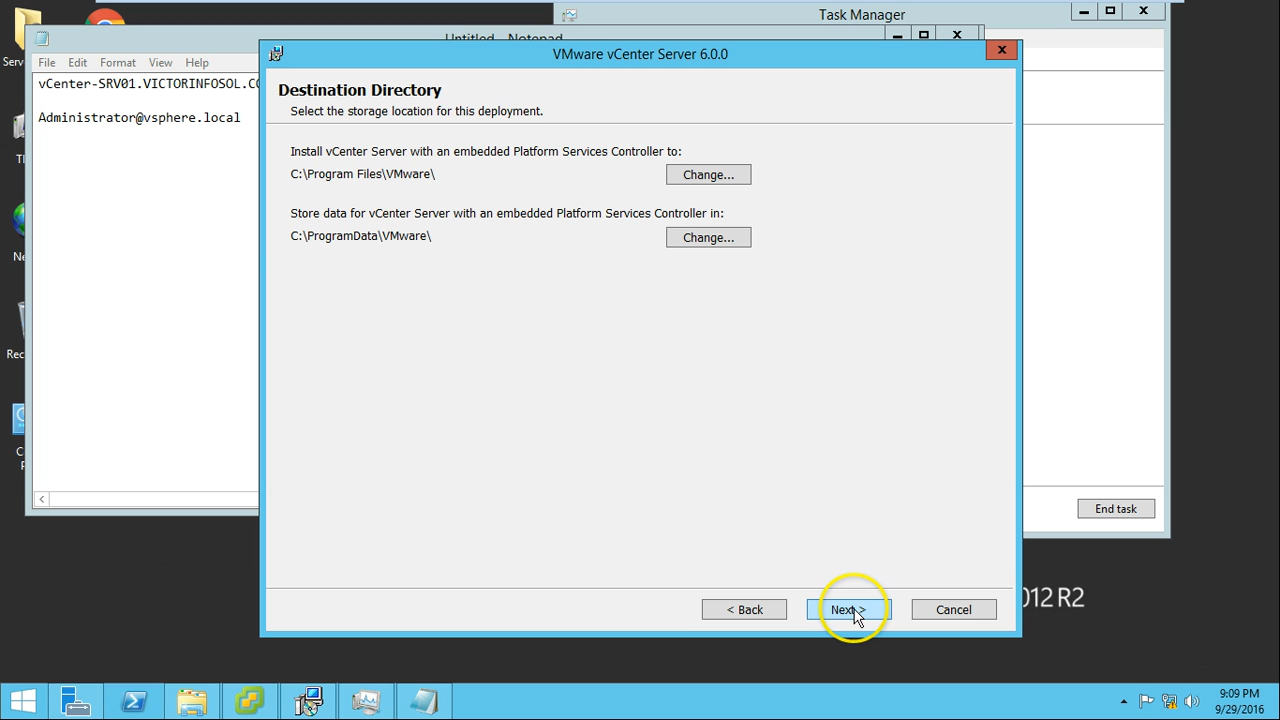 Task Manager
Untitled - Notepad
File Edit Format View Help
vCenter-SRV01.VICTORINFOSOL.CO
Administrator@vsphere.local
VMware vCenter Server 6.0.0
Destination Directory
Select the storage location for this deployment.
Install vCenter Server with an embedded Platform Services Controller to:
C:\Program Files\VMware\
Change...
Store data for vCenter Server with an embedded Platform Services Controller in:
C:\ProgramData\VMware\
Change...
End task
< Back
Next >
Cancel
012 R2
9:09 PM
9/29/2016